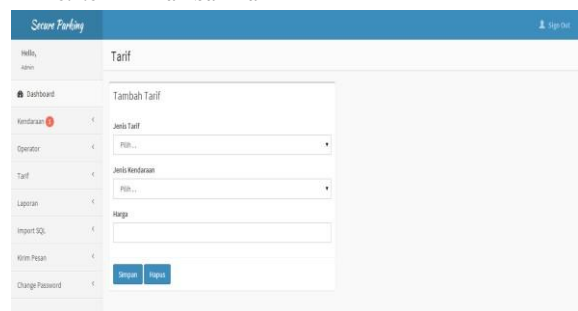 Secure Parking
Sign Out
Hello,
Admin
Tarif
Dashboard
Tambah Tarif
Kendaraan
Jenis Tarif
Operator
Pilih...
Tarif
Jenis Kendaraan
Pilih...
Laporan
Harga
Import SQL
Kirim Pesan
Simpan Hapus
Change Password